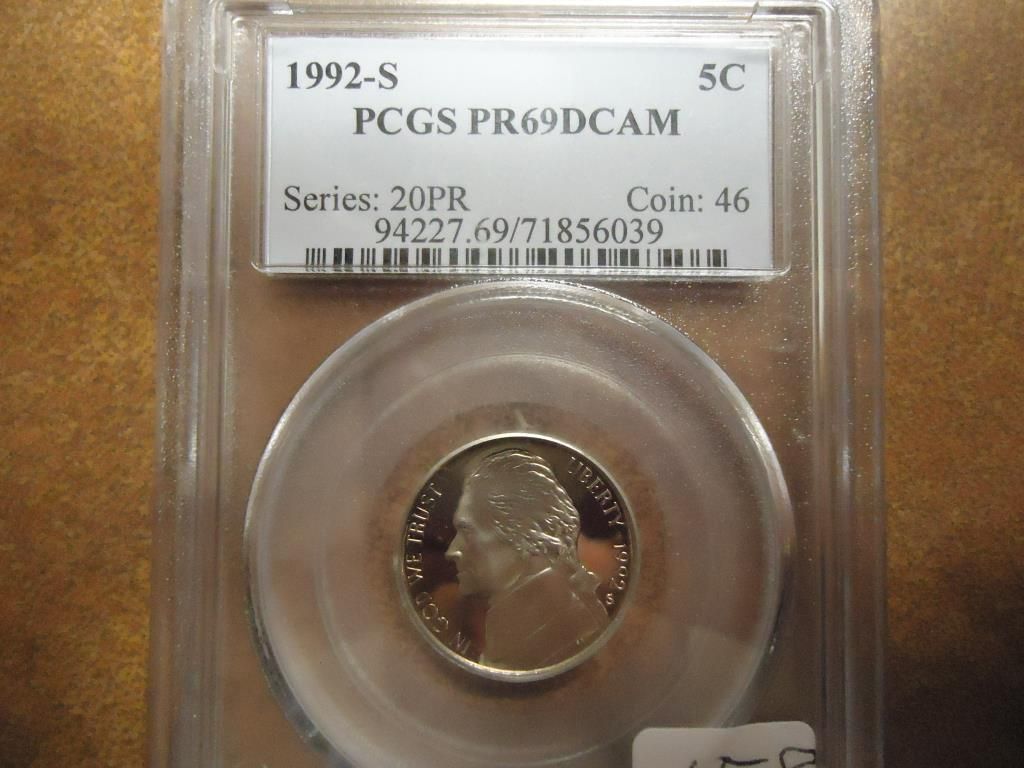 1992-S 5C
PCGS PR69DCAM
Series: 20PR Coin: 46
94227.69/71856039
IN GOD WE TRUST
LIBERTY 1992 S